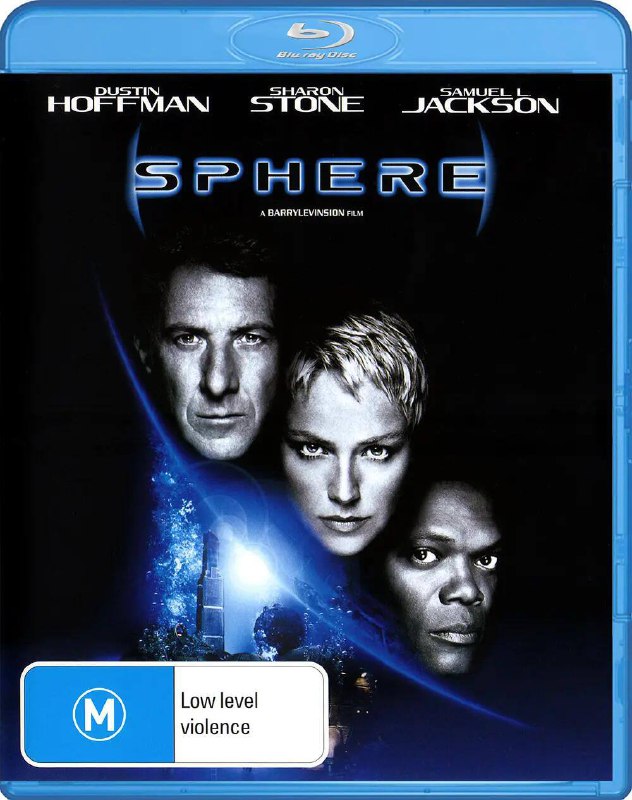 Blu-ray Disc
DUSTIN SHARON SAMUEL L
HOFFMAN STONE JACKSON
SPHERE
A BARRYLEVINSION FILM
M
Low level
violence